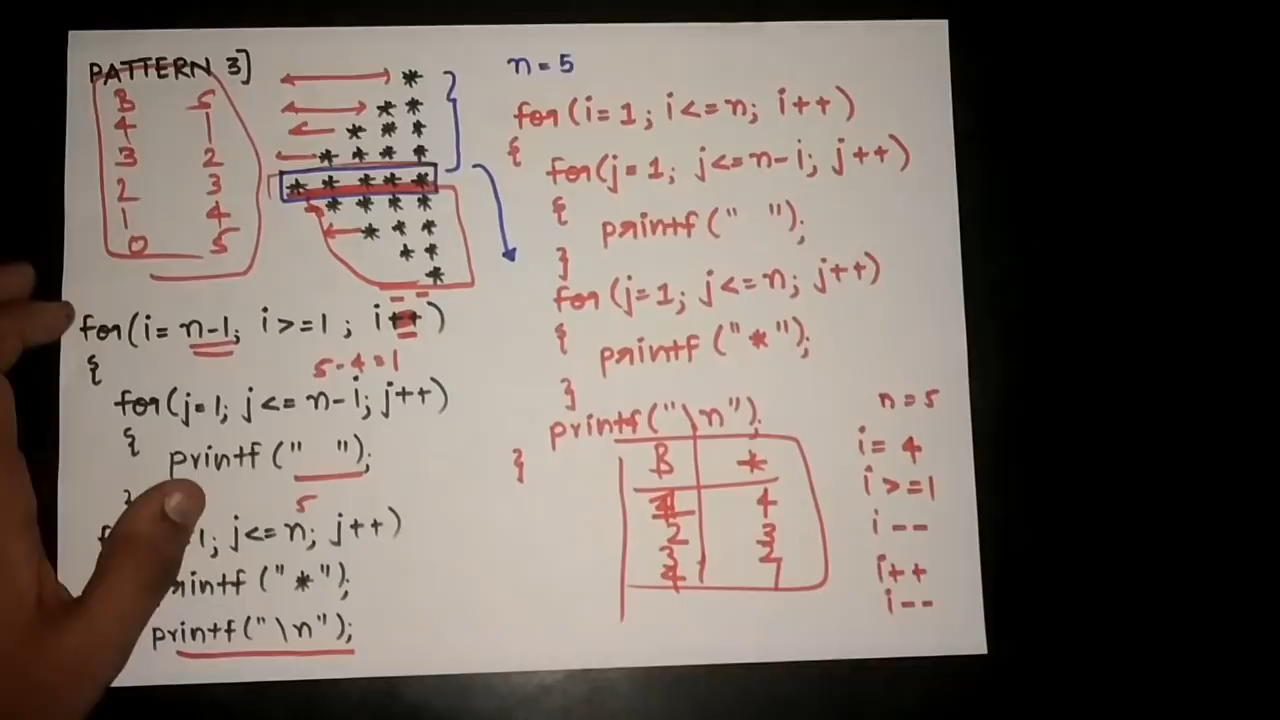 PATTERN 3]
B S
4 1
3 2
2 3
1 4
0 5
*
* *
* * *
* * * *
* * * * *
* * * *
* * *
* *
*
for(i= n-1; i>=1; i )
5-4=1
{
for(j=1; j<=n-i; j++)
{
printf(" ");
}
5
1; j<=n; j++)
rintf("*");
printf("\n");
n=5
for(i=1; i<=n; i++)
{
for(j=1; j<=n-i; j++)
{
printf(" ");
}
for(j=1; j<=n; j++)
{
printf("*");
}
printf("\n");
}
B *
4
2 3
3 2
4 1
n=5
i= 4
i>=1
i--
i++
i--